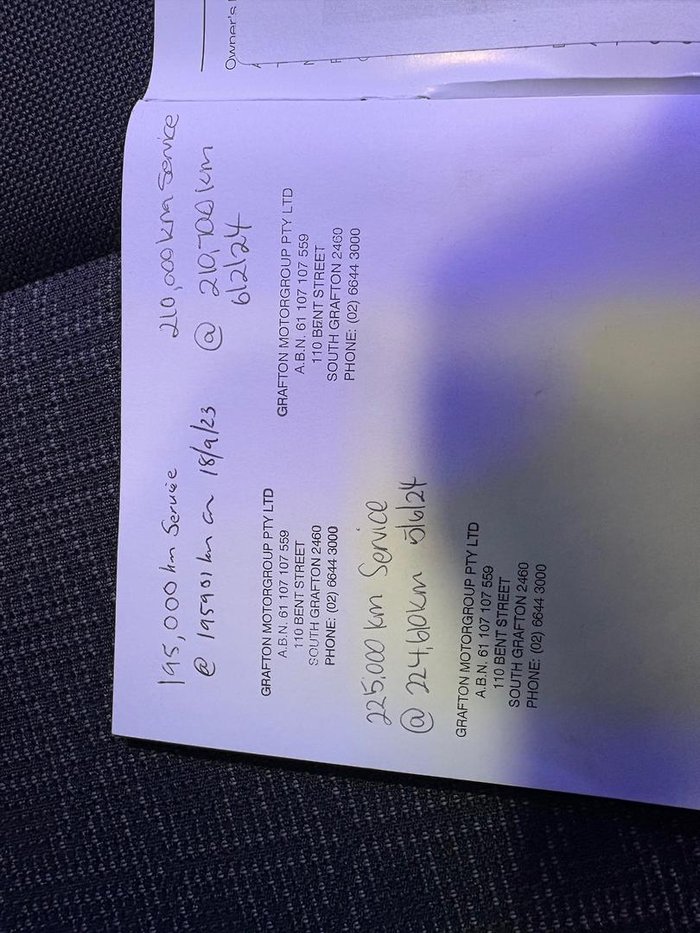 Owner's
195,000 km Service
@ 195901 km on 18/9/23
GRAFTON MOTORGROUP PTY LTD
A.B.N. 61 107 107 559
110 BENT STREET
SOUTH GRAFTON 2460
PHONE: (02) 6644 3000
210,000 km Service
@ 210,700 km
6/2/24
GRAFTON MOTORGROUP PTY LTD
A.B.N. 61 107 107 559
110 BENT STREET
SOUTH GRAFTON 2460
PHONE: (02) 6644 3000
225,000 km Service
@ 224,610km 5/6/24
GRAFTON MOTORGROUP PTY LTD
A.B.N. 61 107 107 559
110 BENT STREET
SOUTH GRAFTON 2460
PHONE: (02) 6644 3000